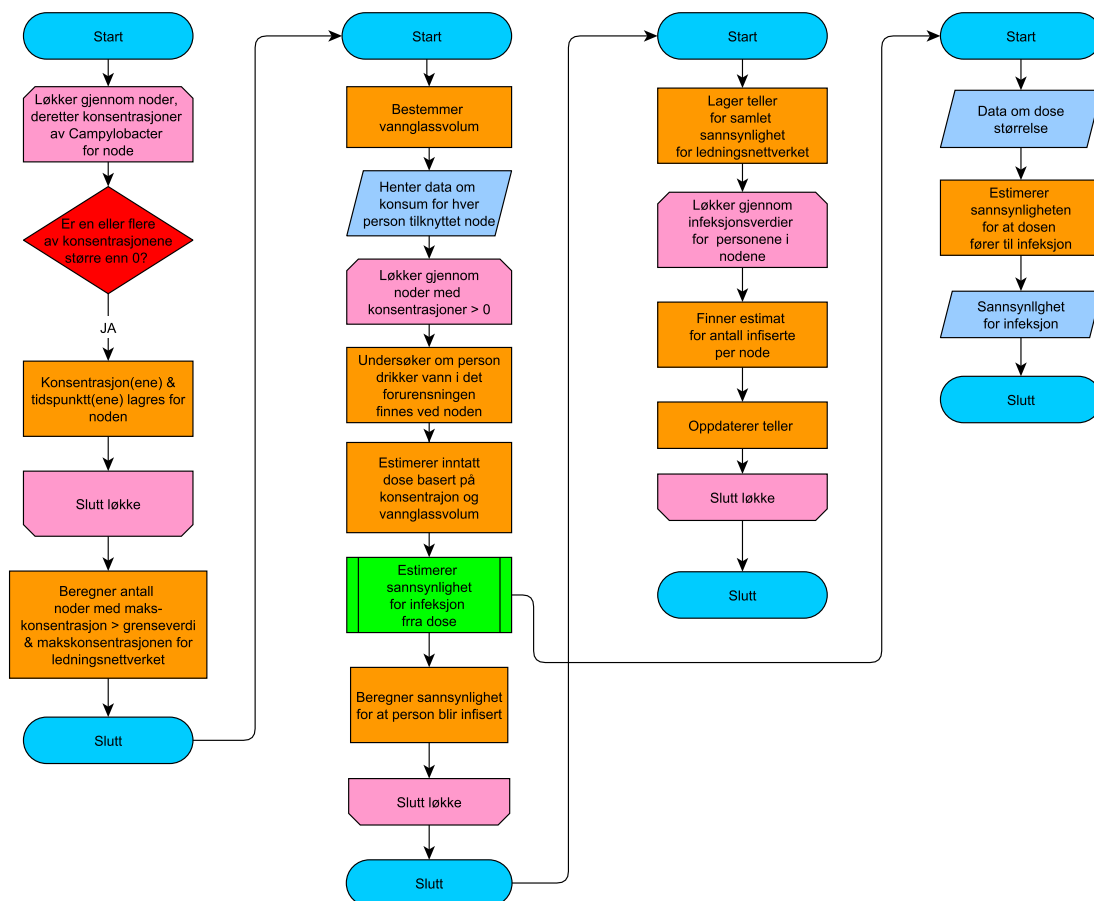 Start
Løkker gjennom noder,
deretter konsentrasjoner
av Campylobacter
for node
Er en eller flere
av konsentrasjonene
større enn 0?
JA
Konsentrasjon(ene) &
tidspunktt(ene) lagres for
noden
Slutt løkke
Beregner antall
noder med maks-
konsentrasjon > grenseverdi
& makskonsentrasjonen for
ledningsnettverket
Slutt
Start
Bestemmer
vannglassvolum
Henter data om
konsum for hver
person tilknyttet node
Løkker gjennom
noder med
konsentrasjoner > 0
Undersøker om person
drikker vann i det
forurensningen
finnes ved noden
Estimerer inntatt
dose basert på
konsentrajon og
vannglassvolum
Estimerer
sannsynlighet
for infeksjon
frra dose
Beregner sannsynlighet
for at person blir infisert
Slutt løkke
Slutt
Start
Lager teller
for samlet
sannsynlighet
for ledningsnettverket
Løkker gjennom
infeksjonsverdier
for personene i
nodene
Finner estimat
for antall infiserte
per node
Oppdaterer teller
Slutt løkke
Slutt
Start
Data om dose
størrelse
Estimerer
sannsynligheten
for at dosen
fører til infeksjon
Sannsynllghet
for infeksjon
Slutt